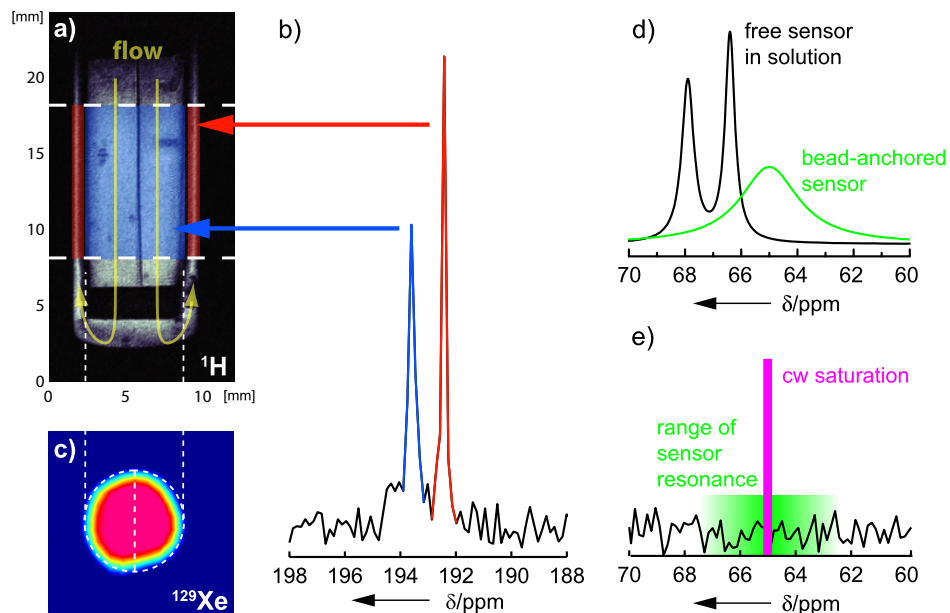 [mm]
a)
flow
20
15
10
5
0
¹H
0
5
10
[mm]
c)
¹²⁹Xe
b)
198
196
194
192
190
188
δ/ppm
d)
free sensor
in solution
bead-anchored
sensor
70
68
66
64
62
60
δ/ppm
e)
cw saturation
range of
sensor
resonance
70
68
66
64
62
60
δ/ppm